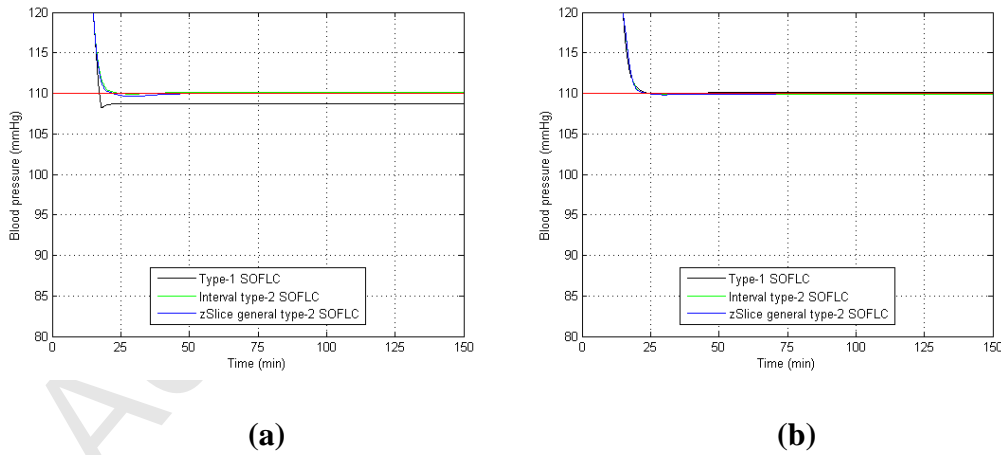 120
115
110
105
100
95
90
85
80
Blood pressure (mmHg)
0 25 50 75 100 125 150
Time (min)
Type-1 SOFLC
Interval type-2 SOFLC
zSlice general type-2 SOFLC
(a)
120
115
110
105
100
95
90
85
80
Blood pressure (mmHg)
0 25 50 75 100 125 150
Time (min)
Type-1 SOFLC
Interval type-2 SOFLC
zSlice general type-2 SOFLC
(b)